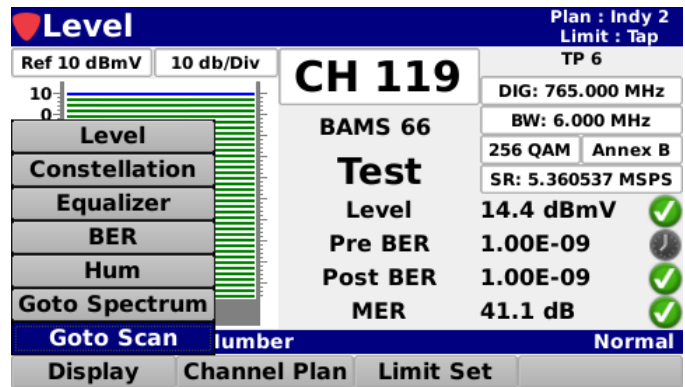 Level
Plan : Indy 2
Limit : Tap
Ref 10 dBmV
10 db/Div
10
0
CH 119
BAMS 66
Test
TP 6
DIG: 765.000 MHz
BW: 6.000 MHz
256 QAM Annex B
SR: 5.360537 MSPS
Level 14.4 dBmV
Pre BER 1.00E-09
Post BER 1.00E-09
MER 41.1 dB
Level
Constellation
Equalizer
BER
Hum
Goto Spectrum
Goto Scan
Normal
Display
Channel Plan
Limit Set